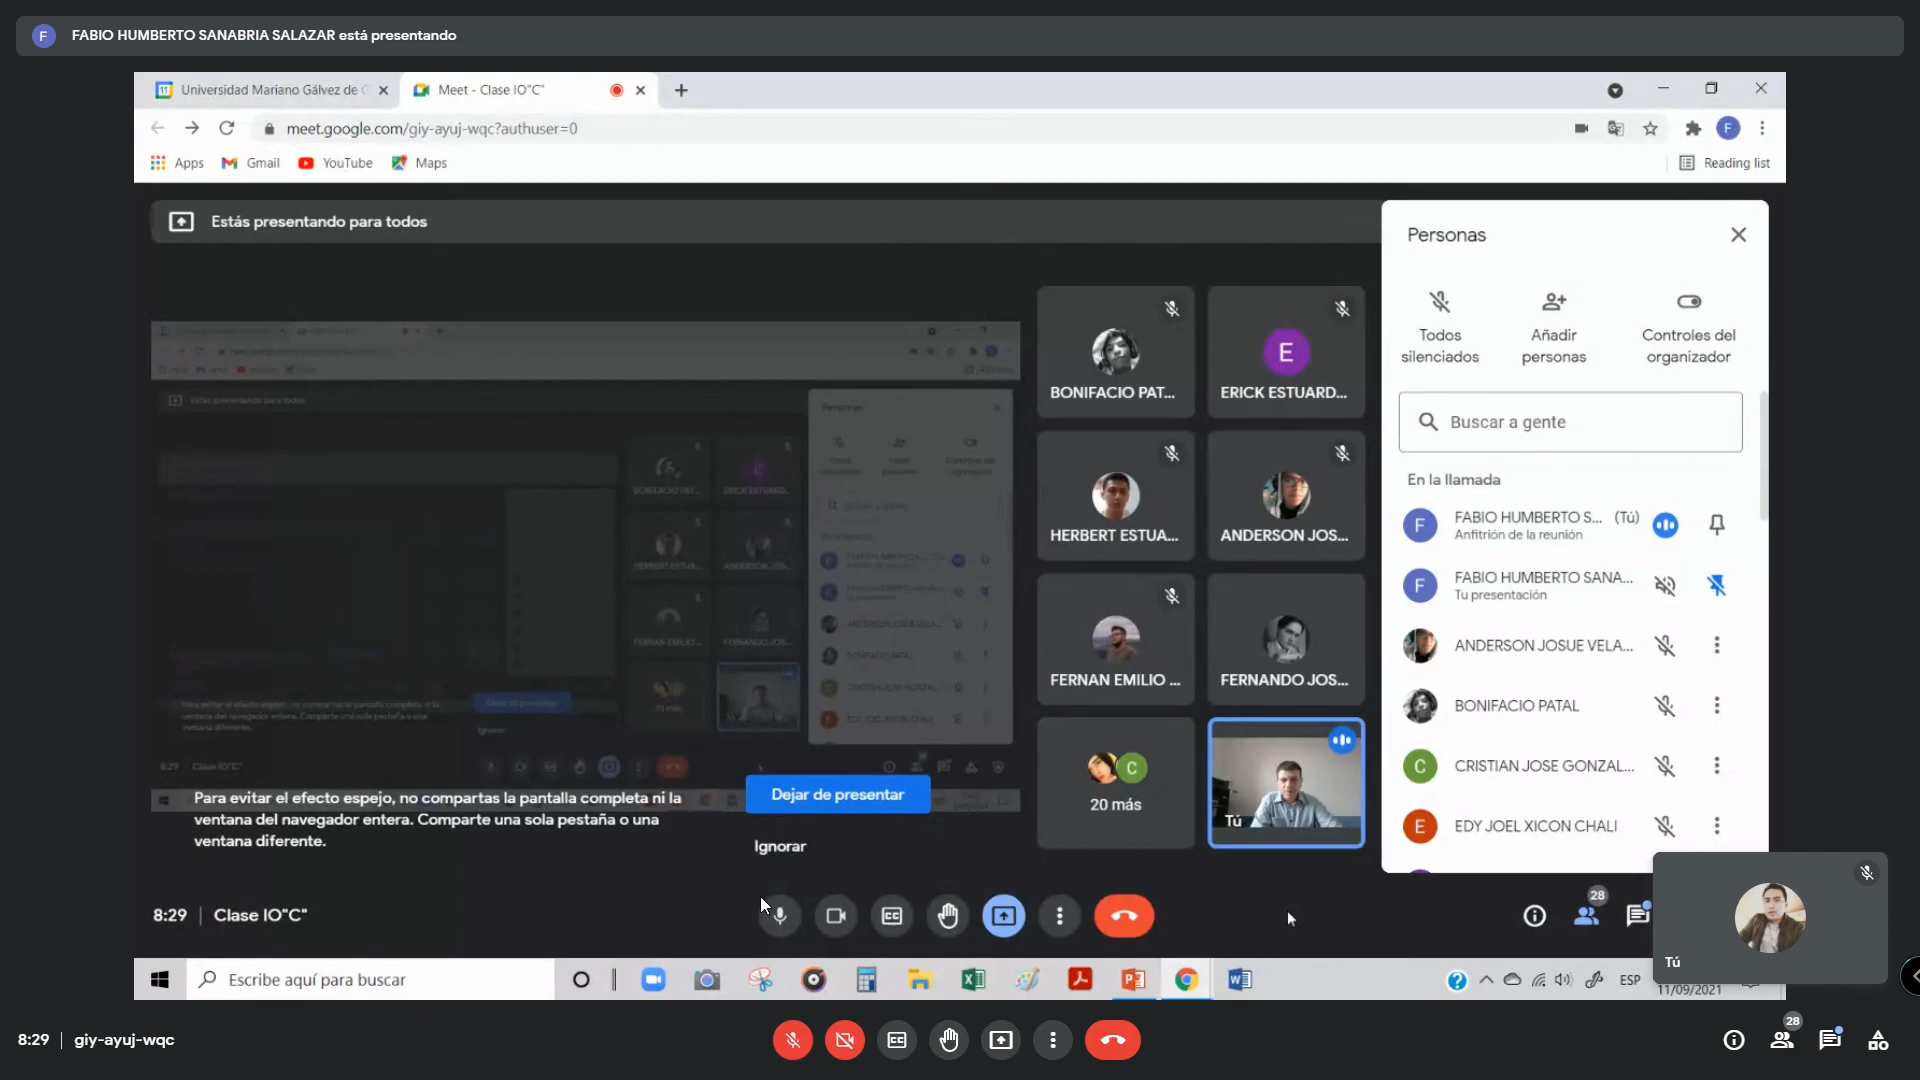 FABIO HUMBERTO SANABRIA SALAZAR está presentando
Universidad Mariano Gálvez de G
Meet - Clase IO"C"
meet.google.com/giy-ayuj-wqc?authuser=0
F
Apps
Gmail
YouTube
Maps
Reading list
Estás presentando para todos
Personas
Todos silenciados
Añadir personas
Controles del organizador
Buscar a gente
En la llamada
F
FABIO HUMBERTO S... (Tú)
Anfitrión de la reunión
F
FABIO HUMBERTO SANA...
Tu presentación
ANDERSON JOSUE VELA...
BONIFACIO PATAL
C
CRISTIAN JOSE GONZAL...
E
EDY JOEL XICON CHALI
BONIFACIO PAT...
E
ERICK ESTUARD...
HERBERT ESTUA...
ANDERSON JOS...
FERNAN EMILIO ...
FERNANDO JOS...
C
20 más
Tú
Para evitar el efecto espejo, no compartas la pantalla completa ni la
ventana del navegador entera. Comparte una sola pestaña o una
ventana diferente.
Dejar de presentar
Ignorar
8:29 | Clase IO"C"
28
Tú
Escribe aquí para buscar
ESP
11/09/2021
8:29 | giy-ayuj-wqc
28